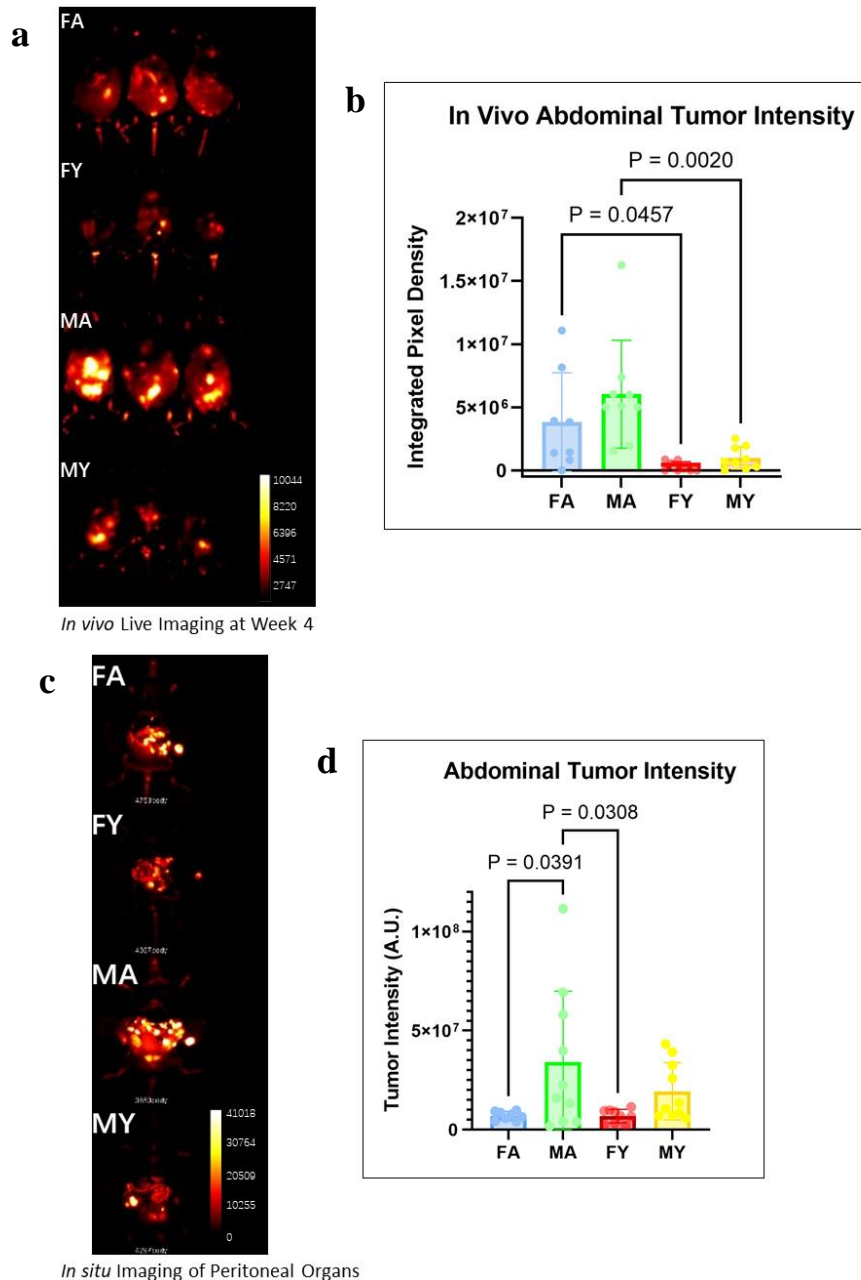 a
FA
FY
MA
MY
10044
8220
6396
4571
2747
In vivo Live Imaging at Week 4
b
In Vivo Abdominal Tumor Intensity
P = 0.0020
P = 0.0457
Integrated Pixel Density
2×10⁷
1.5×10⁷
1×10⁷
5×10⁶
0
FA MA FY MY
c
FA
4753body
FY
4307body
MA
MY
41018
30764
20509
10255
0
In situ Imaging of Peritoneal Organs
d
Abdominal Tumor Intensity
P = 0.0308
P = 0.0391
Tumor Intensity (A.U.)
1×10⁸
5×10⁷
0
FA MA FY MY